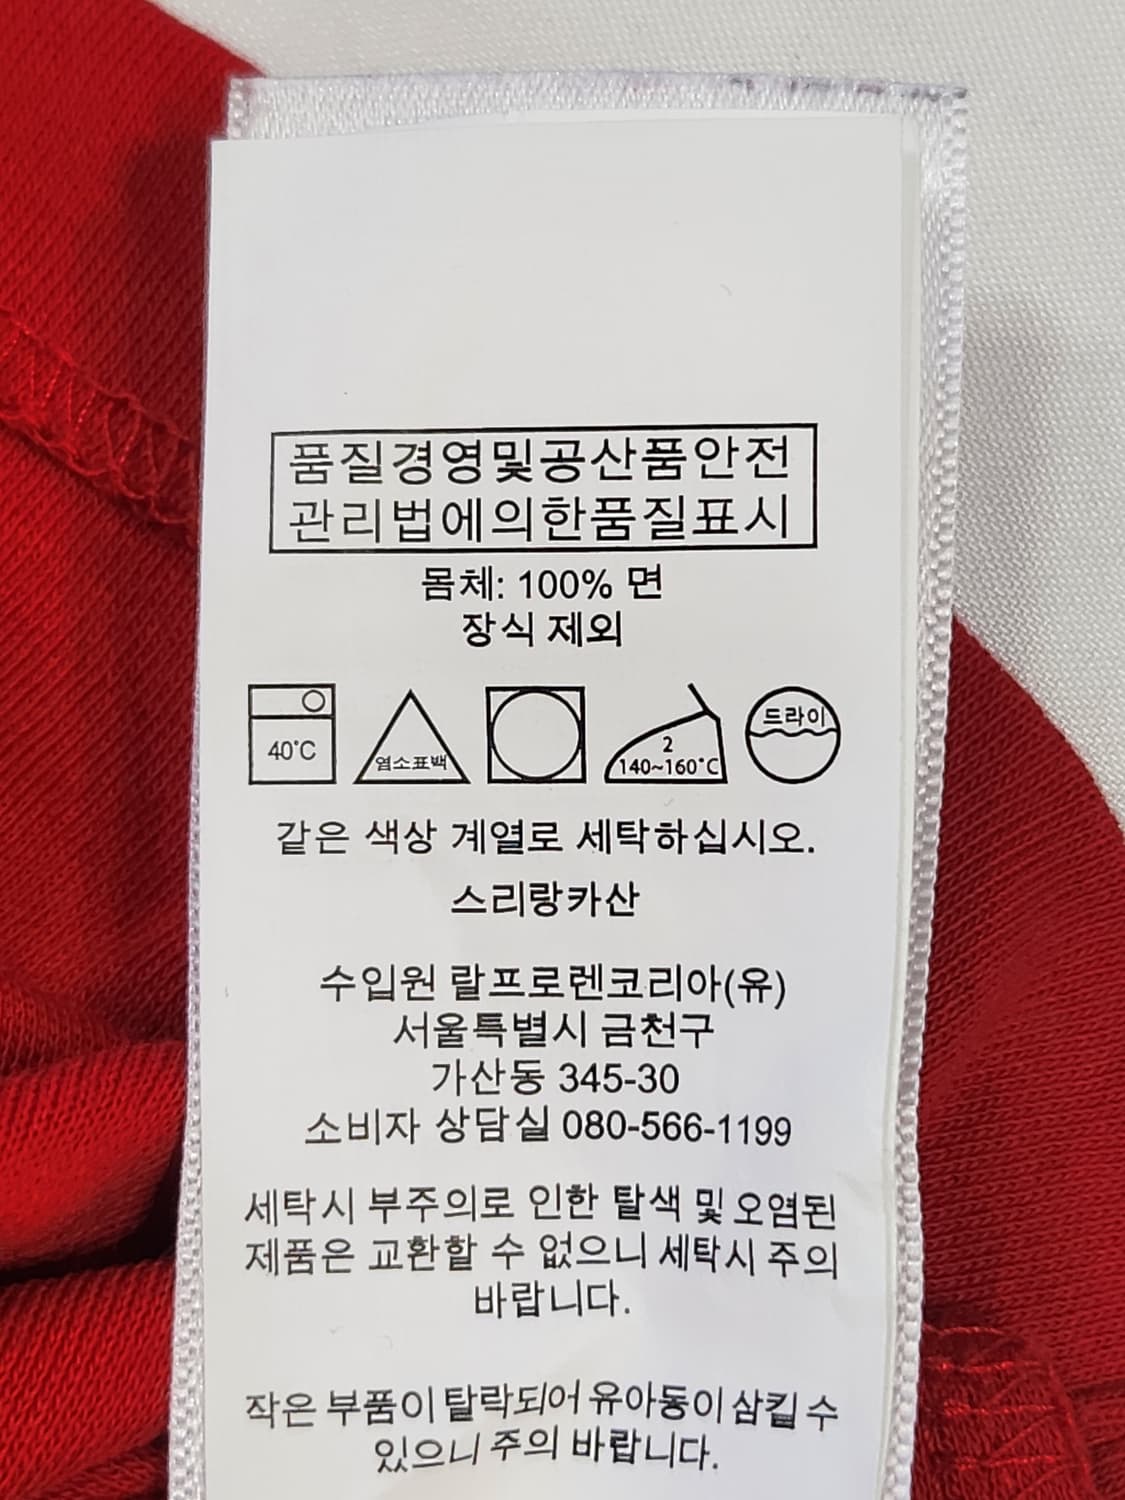 품질경영및공산품안전
관리법에의한품질표시
몸체: 100% 면
장식 제외
40°C
염소표백
2
140~160°C
드라이
같은 색상 계열로 세탁하십시오.
스리랑카산
수입원 랄프로렌코리아(유)
서울특별시 금천구
가산동 345-30
소비자 상담실 080-566-1199
세탁시 부주의로 인한 탈색 및 오염된
제품은 교환할 수 없으니 세탁시 주의
바랍니다.
작은 부품이 탈락되어 유아동이 삼킬 수
있으니 주의 바랍니다.